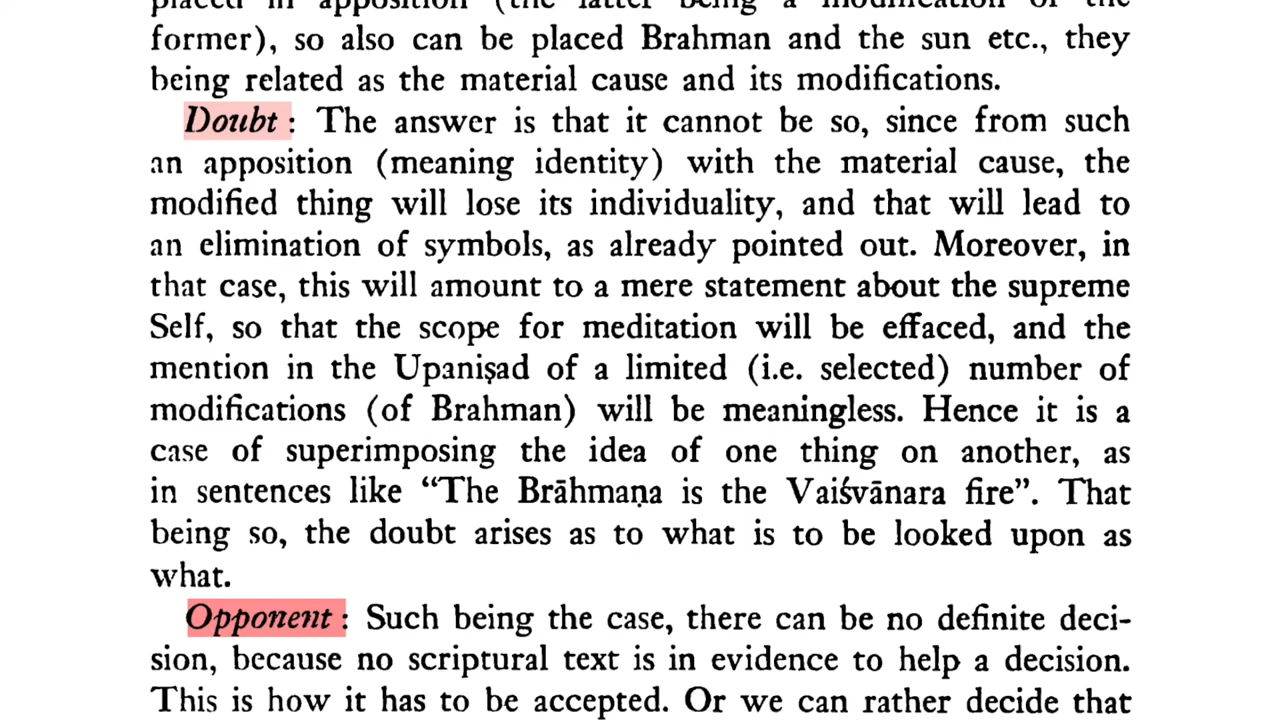 placed in apposition (the latter being a modification of the
former), so also can be placed Brahman and the sun etc., they
being related as the material cause and its modifications.
Doubt : The answer is that it cannot be so, since from such
an apposition (meaning identity) with the material cause, the
modified thing will lose its individuality, and that will lead to
an elimination of symbols, as already pointed out. Moreover, in
that case, this will amount to a mere statement about the supreme
Self, so that the scope for meditation will be effaced, and the
mention in the Upaniṣad of a limited (i.e. selected) number of
modifications (of Brahman) will be meaningless. Hence it is a
case of superimposing the idea of one thing on another, as
in sentences like “The Brāhmaṇa is the Vaiśvānara fire”. That
being so, the doubt arises as to what is to be looked upon as
what.
Opponent : Such being the case, there can be no definite deci-
sion, because no scriptural text is in evidence to help a decision.
This is how it has to be accepted. Or we can rather decide that